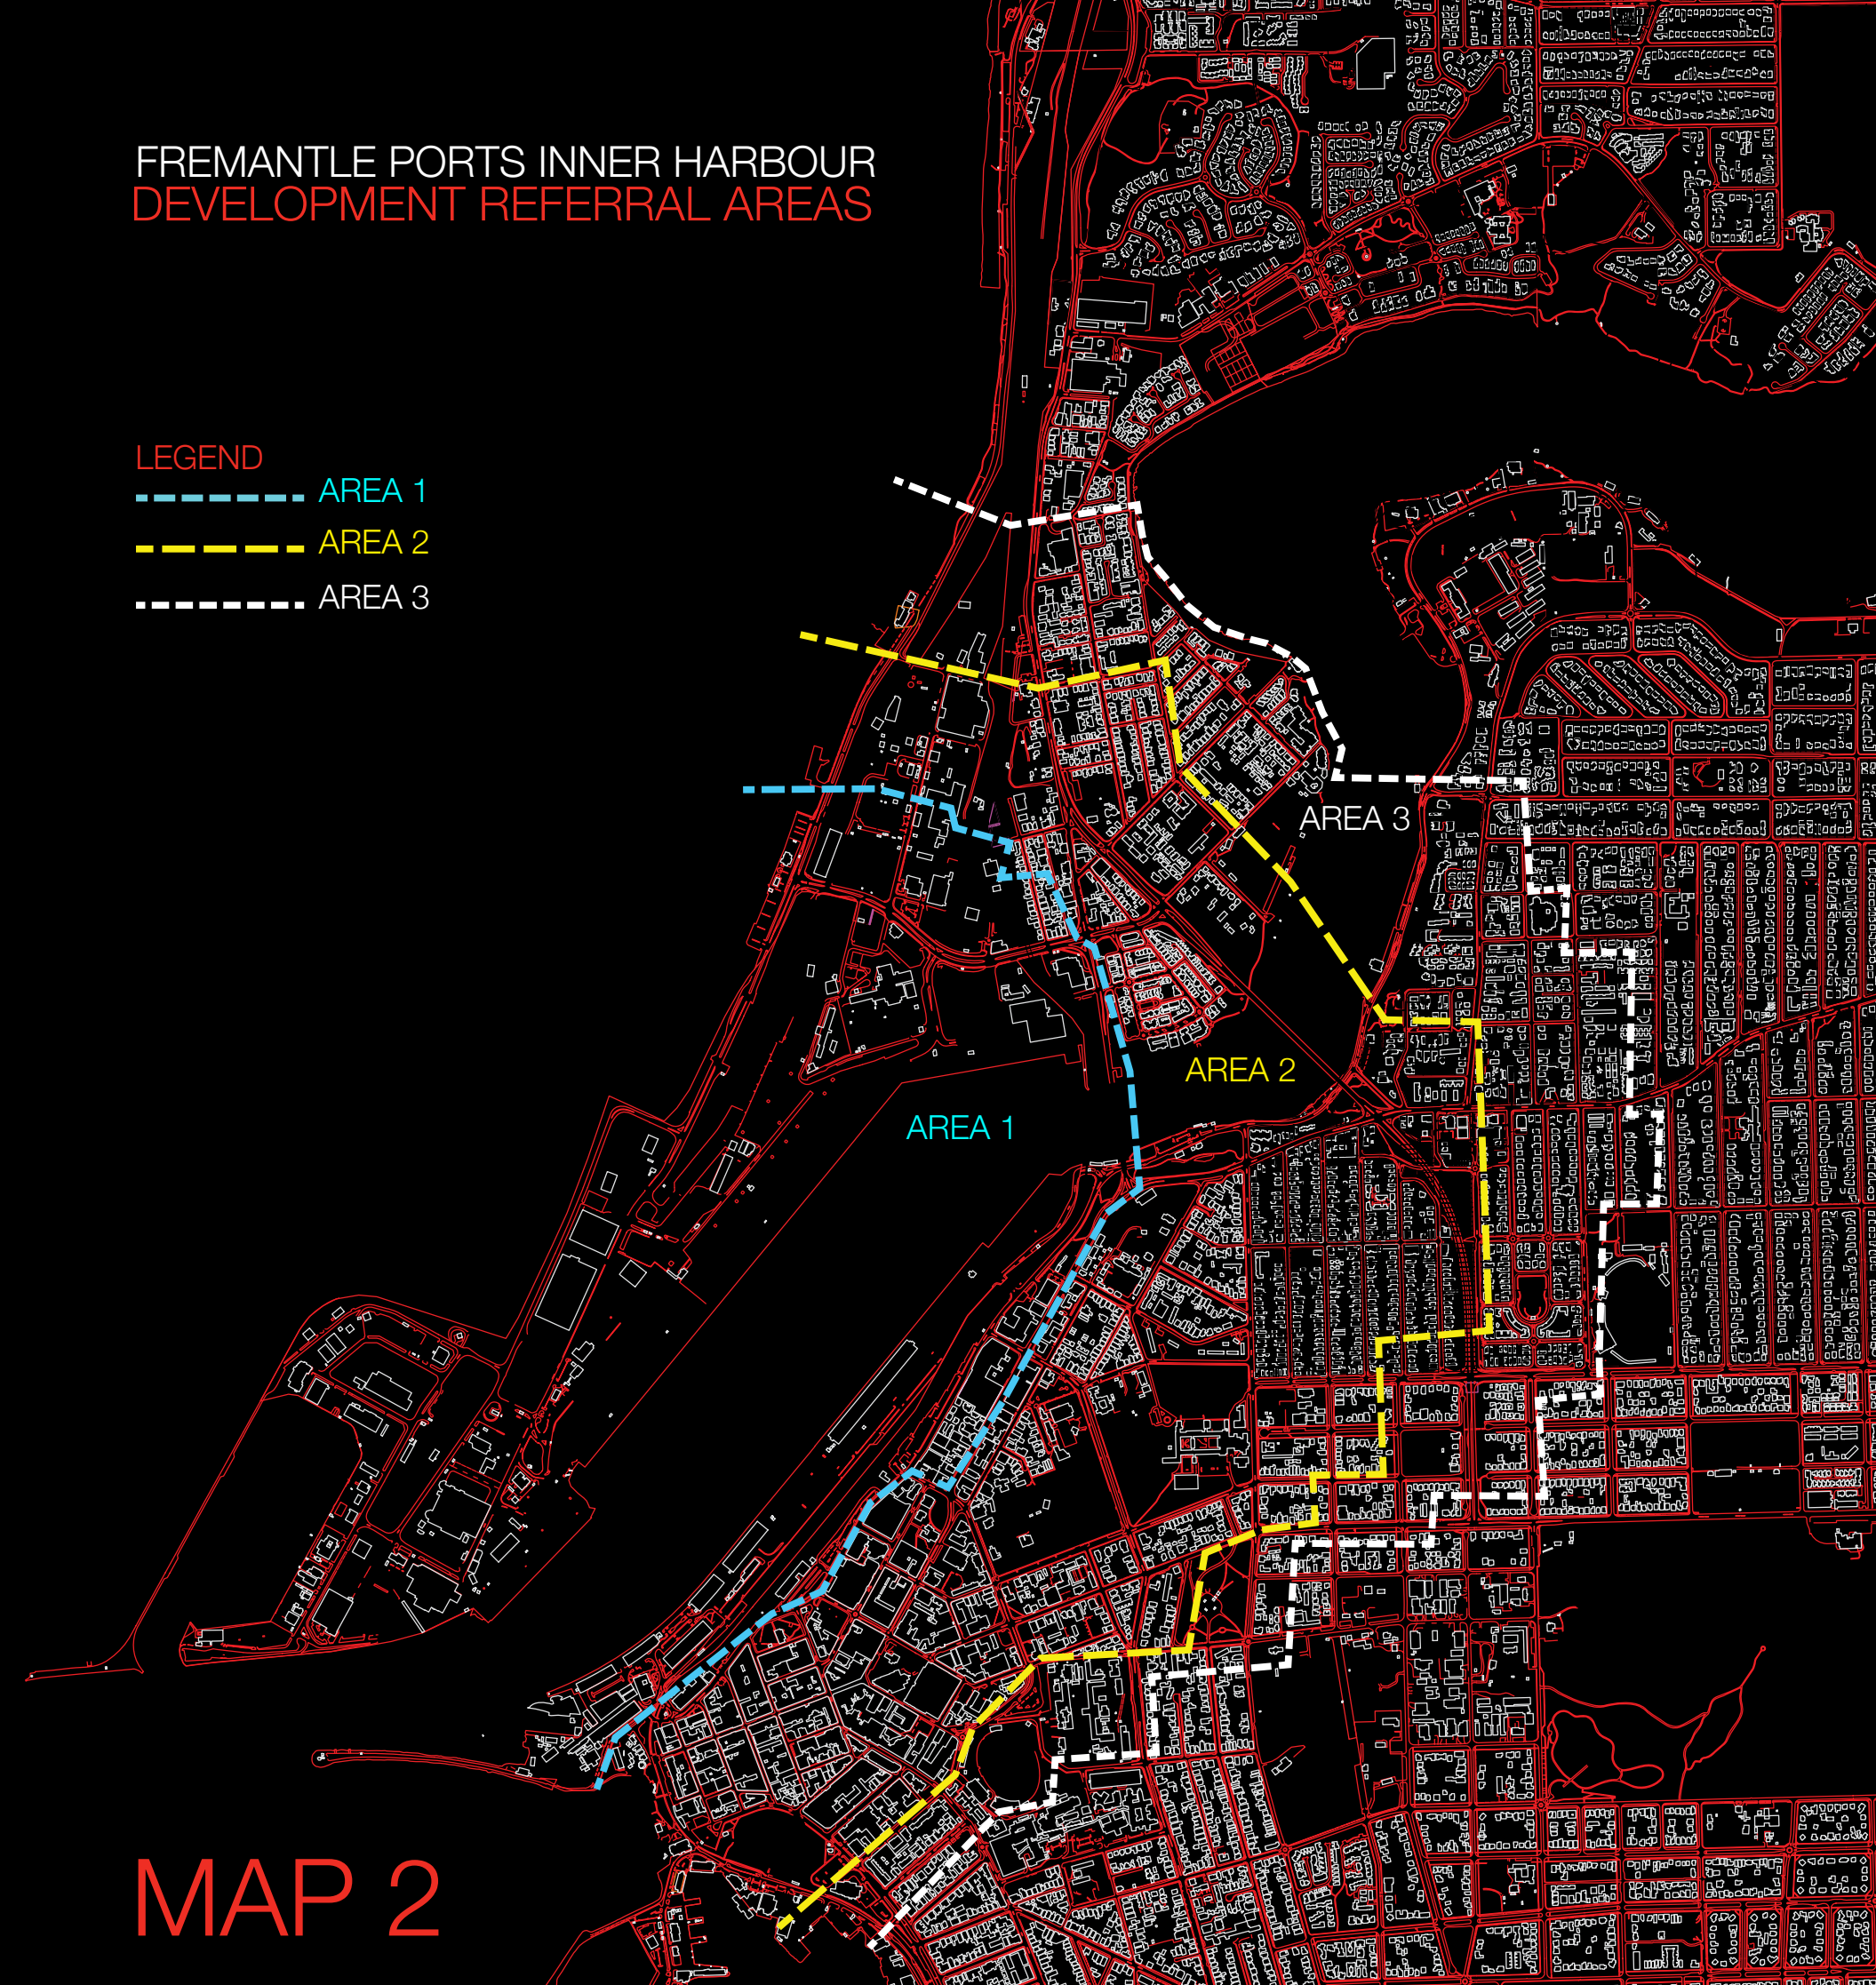 FREMANTLE PORTS INNER HARBOUR
DEVELOPMENT REFERRAL AREAS
LEGEND
AREA 1
AREA 2
AREA 3
AREA 3
AREA 2
AREA 1
MAP 2